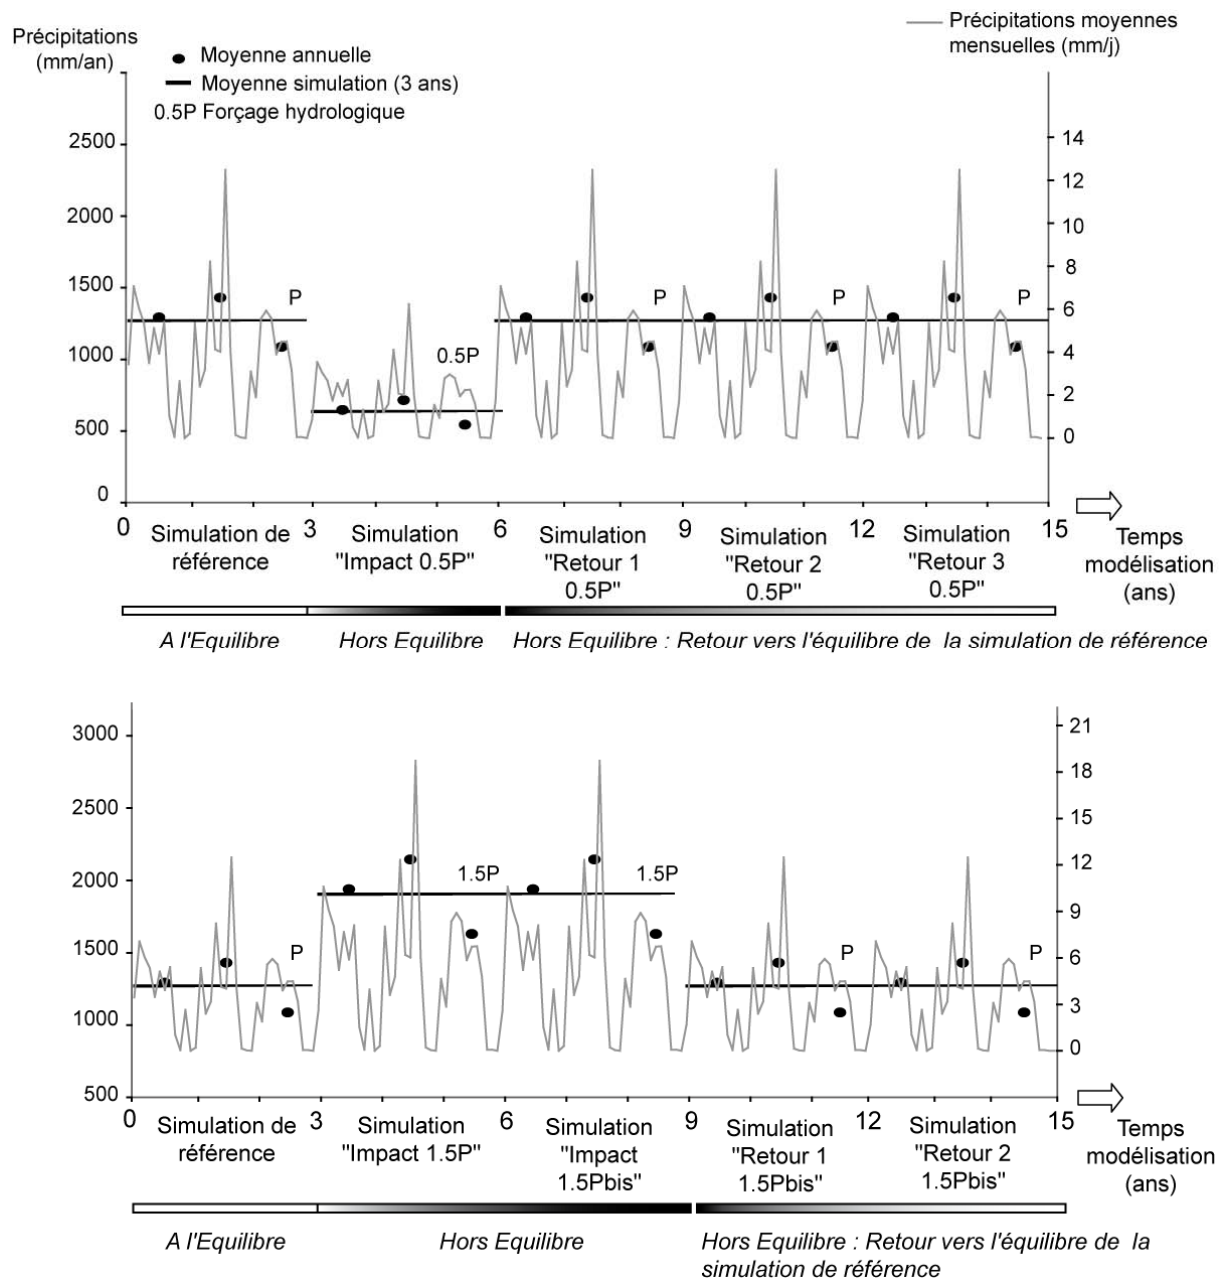 Précipitations
(mm/an)
Moyenne annuelle
Moyenne simulation (3 ans)
0.5P Forçage hydrologique
Précipitations moyennes
mensuelles (mm/j)
2500
2000
1500
1000
500
0
14
12
10
8
6
4
2
0
P
0.5P
P
P
P
0
3
6
9
12
15
Simulation de
référence
Simulation
"Impact 0.5P"
Simulation
"Retour 1
0.5P"
Simulation
"Retour 2
0.5P"
Simulation
"Retour 3
0.5P"
Temps
modélisation
(ans)
A l'Equilibre
Hors Equilibre
Hors Equilibre : Retour vers l'équilibre de la simulation de référence
3000
2500
2000
1500
1000
500
21
18
15
12
9
6
3
0
P
1.5P
1.5P
P
P
0
3
6
9
12
15
Simulation de
référence
Simulation
"Impact 1.5P"
Simulation
"Impact
1.5Pbis"
Simulation
"Retour 1
1.5Pbis"
Simulation
"Retour 2
1.5Pbis"
Temps
modélisation
(ans)
A l'Equilibre
Hors Equilibre
Hors Equilibre : Retour vers l'équilibre de la
simulation de référence